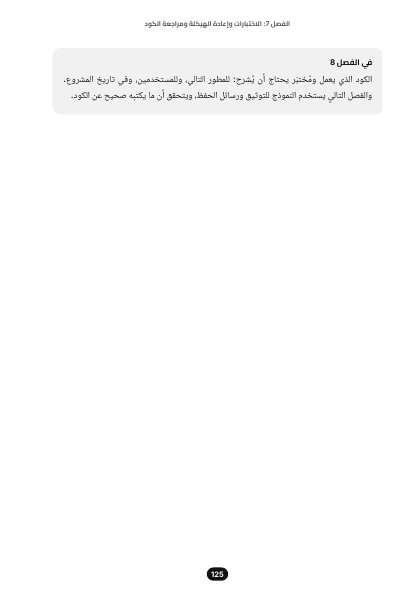 الفصل 7: الاختبارات وإعادة الهيكلة ومراجعة الكود
في الفصل 8
الكود الذي يعمل ومُختبَر يحتاج أن يُشرح: للمطور التالي، وللمستخدمين، وفي تاريخ المشروع.
والفصل التالي يستخدم النموذج للتوثيق ورسائل الحفظ، ويتحقق أن ما يكتبه صحيح عن الكود.
125